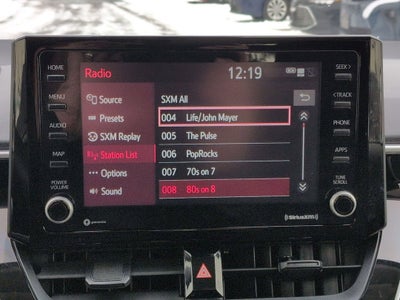 HOME
MENU
AUDIO
MAP
POWER
VOLUME
Radio
12:19
SEEK>
<TRACK
PHONE
APPS
TUNE
SCROLL
Source
Presets
SXM Replay
Station List
Options
Sound
SXM All
004 Life/John Mayer
005 The Pulse
006 PopRocks
007 70s on 7
008 80s on 8
((SiriusXM))